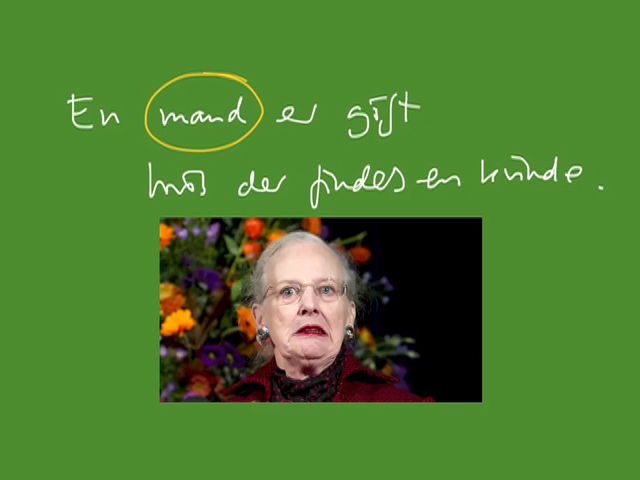 En mand er gift
hvis der findes en kvinde.